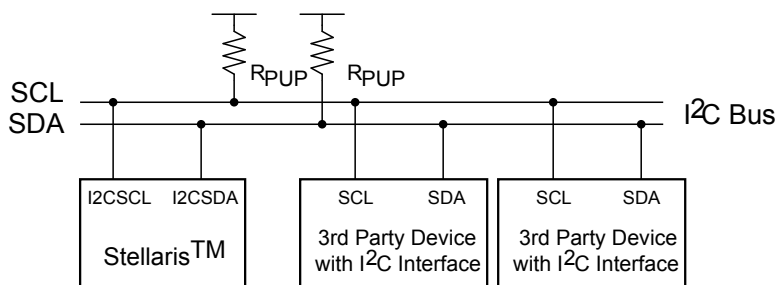 RPUP RPUP
SCL
SDA
I²C Bus
I2CSCL I2CSDA
Stellaris™
SCL SDA
3rd Party Device
with I²C Interface
SCL SDA
3rd Party Device
with I²C Interface